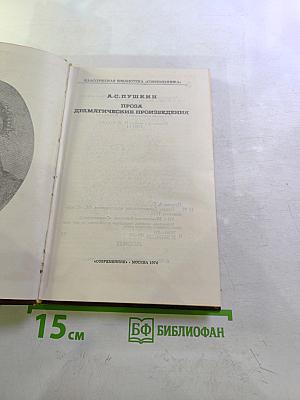 КЛАССИЧЕСКАЯ БИБЛИОТЕКА «СОВРЕМЕННИКА»
А.С.ПУШКИН
ПРОЗА
ДРАМАТИЧЕСКИЕ ПРОИЗВЕДЕНИЯ
«СОВРЕМЕННИК» · МОСКВА 1974
15 см
БФ БИБЛИОФАН